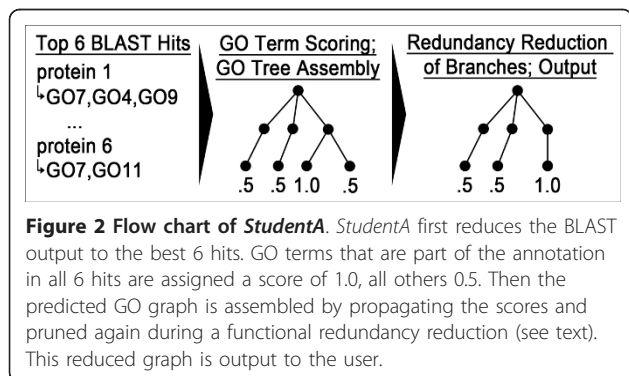 Top 6 BLAST Hits
protein 1
↳GO7,GO4,GO9
...
protein 6
↳GO7,GO11
GO Term Scoring;
GO Tree Assembly
.5 .5 1.0 .5
Redundancy Reduction
of Branches; Output
.5 .5 1.0
Figure 2 Flow chart of StudentA. StudentA first reduces the BLAST
output to the best 6 hits. GO terms that are part of the annotation
in all 6 hits are assigned a score of 1.0, all others 0.5. Then the
predicted GO graph is assembled by propagating the scores and
pruned again during a functional redundancy reduction (see text).
This reduced graph is output to the user.